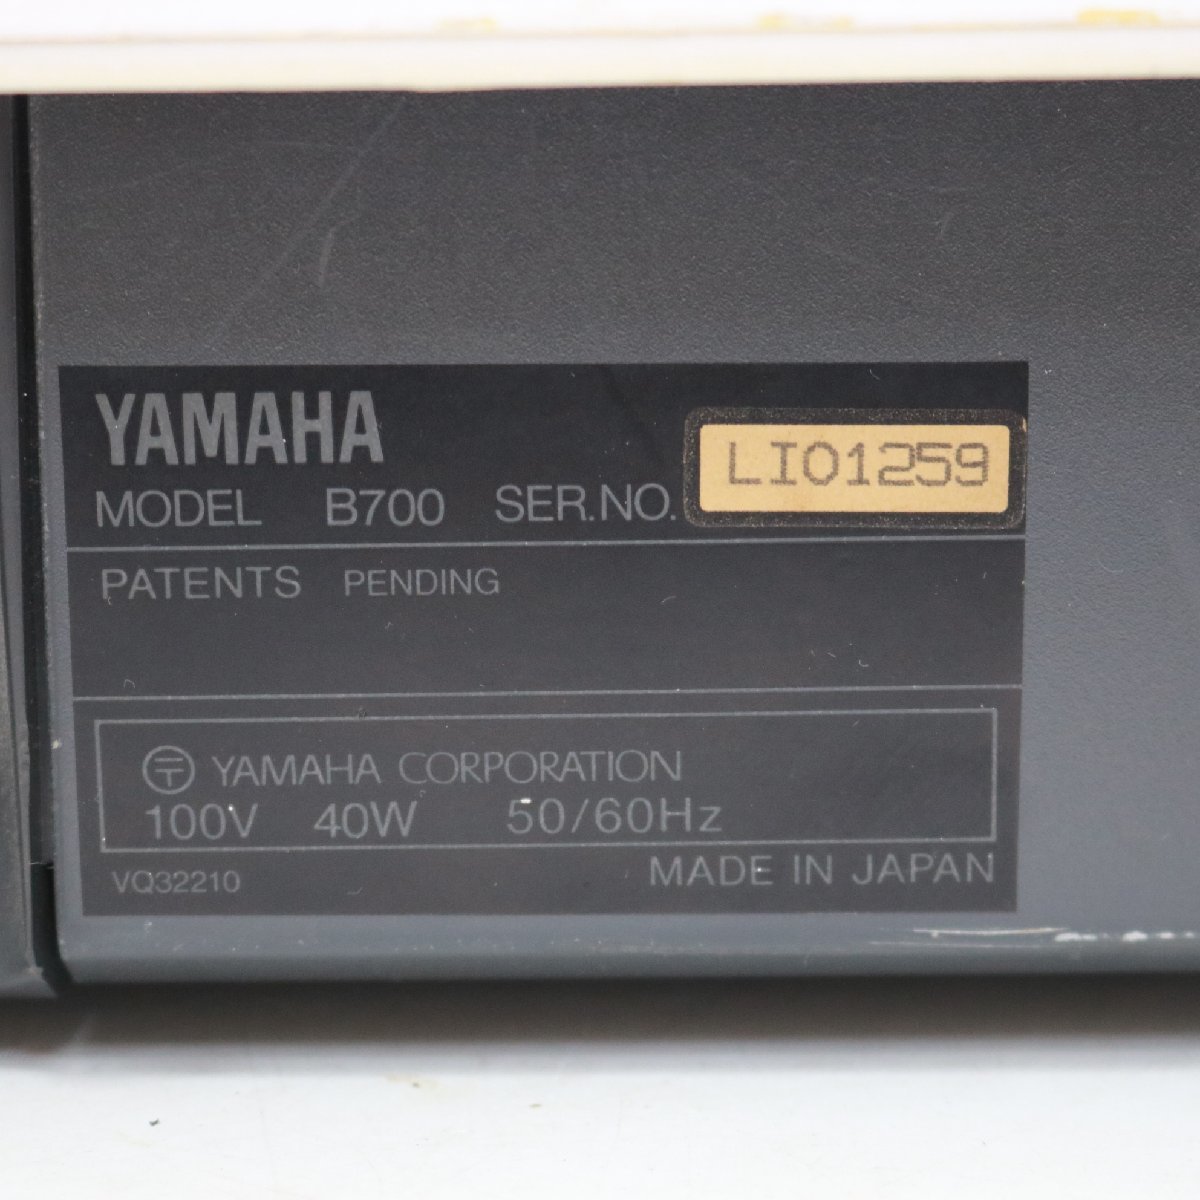 YAMAHA
MODEL B700 SER.NO. LI01259
PATENTS PENDING
〒 YAMAHA CORPORATION
100V 40W 50/60Hz
VQ32210 MADE IN JAPAN